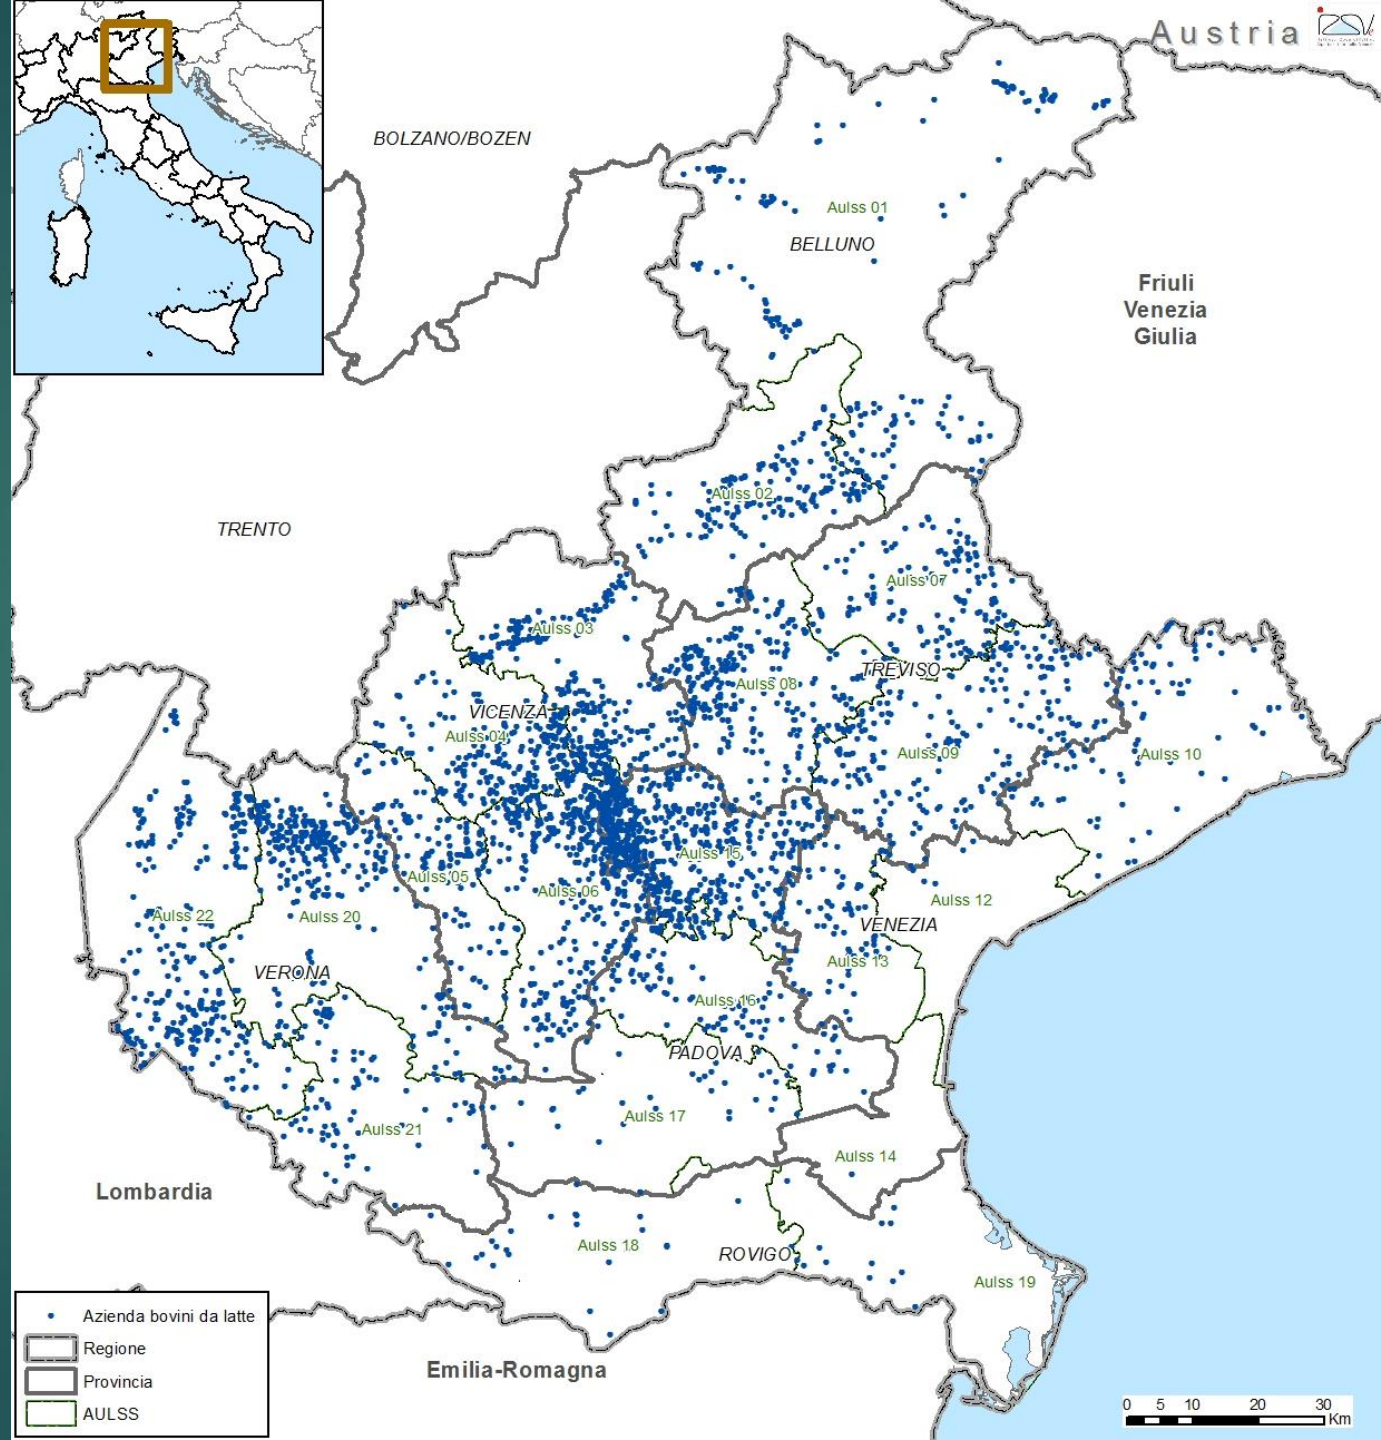 Austria
IZSVe
BOLZANO/BOZEN
Aulss 01
BELLUNO
Friuli
Venezia
Giulia
Aulss 02
TRENTO
Aulss 07
Aulss 03
TREVISO
Aulss 08
VICENZA
Aulss 04
Aulss 09
Aulss 10
Aulss 15
Aulss 05
Aulss 06
Aulss 12
Aulss 22
Aulss 20
VENEZIA
Aulss 13
VERONA
Aulss 16
PADOVA
Aulss 17
Aulss 21
Aulss 14
Lombardia
Aulss 18
ROVIGO
Aulss 19
Azienda bovini da latte
Regione
Provincia
AULSS
Emilia-Romagna
0 5 10 20 30
Km